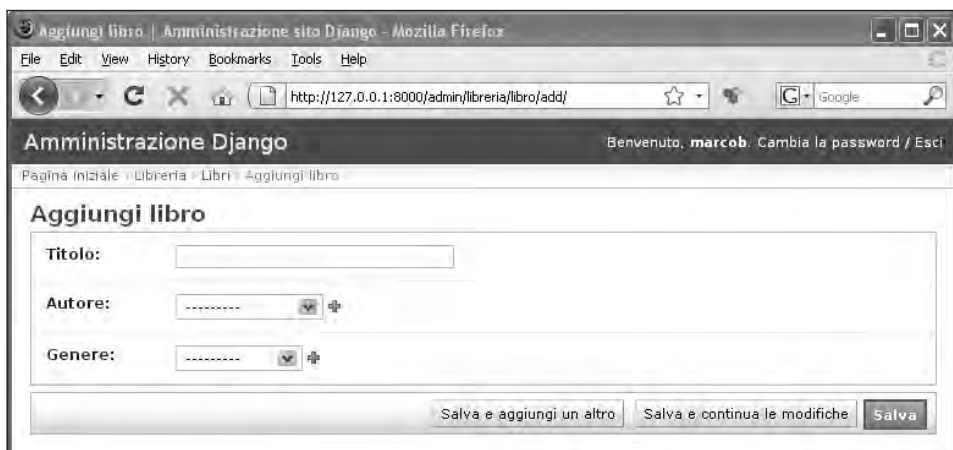 Aggiungi libro | Amministrazione sito Django - Mozilla Firefox
File Edit View History Bookmarks Tools Help
http://127.0.0.1:8000/admin/libreria/libro/add/ G Google
Amministrazione Django Benvenuto, marcob. Cambia la password / Esci
Pagina iniziale › Libreria › Libri › Aggiungi libro
Aggiungi libro
Titolo:
Autore: ---------
Genere: ---------
Salva e aggiungi un altro Salva e continua le modifiche Salva